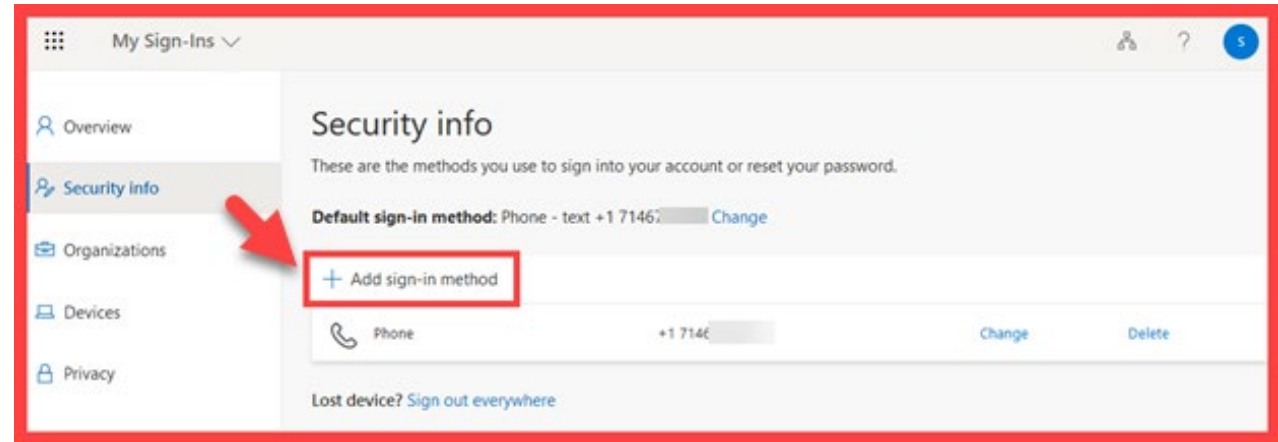 My Sign-Ins
?
S
Overview
Security info
Organizations
Devices
Privacy
Security info
These are the methods you use to sign into your account or reset your password.
Default sign-in method: Phone - text +1 7146 Change
+ Add sign-in method
Phone +1 714 Change Delete
Lost device? Sign out everywhere